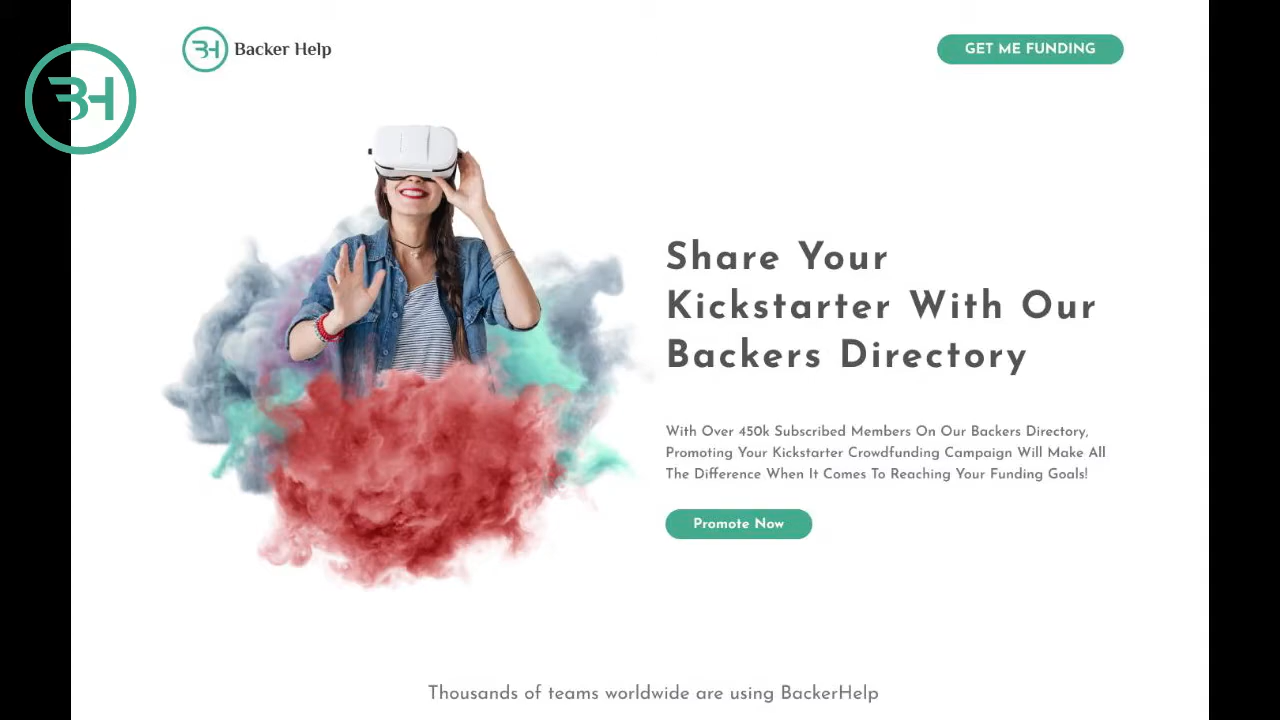 BH Backer Help
GET ME FUNDING
BH
Share Your
Kickstarter With Our
Backers Directory
With Over 450k Subscribed Members On Our Backers Directory,
Promoting Your Kickstarter Crowdfunding Campaign Will Make All
The Difference When It Comes To Reaching Your Funding Goals!
Promote Now
Thousands of teams worldwide are using BackerHelp